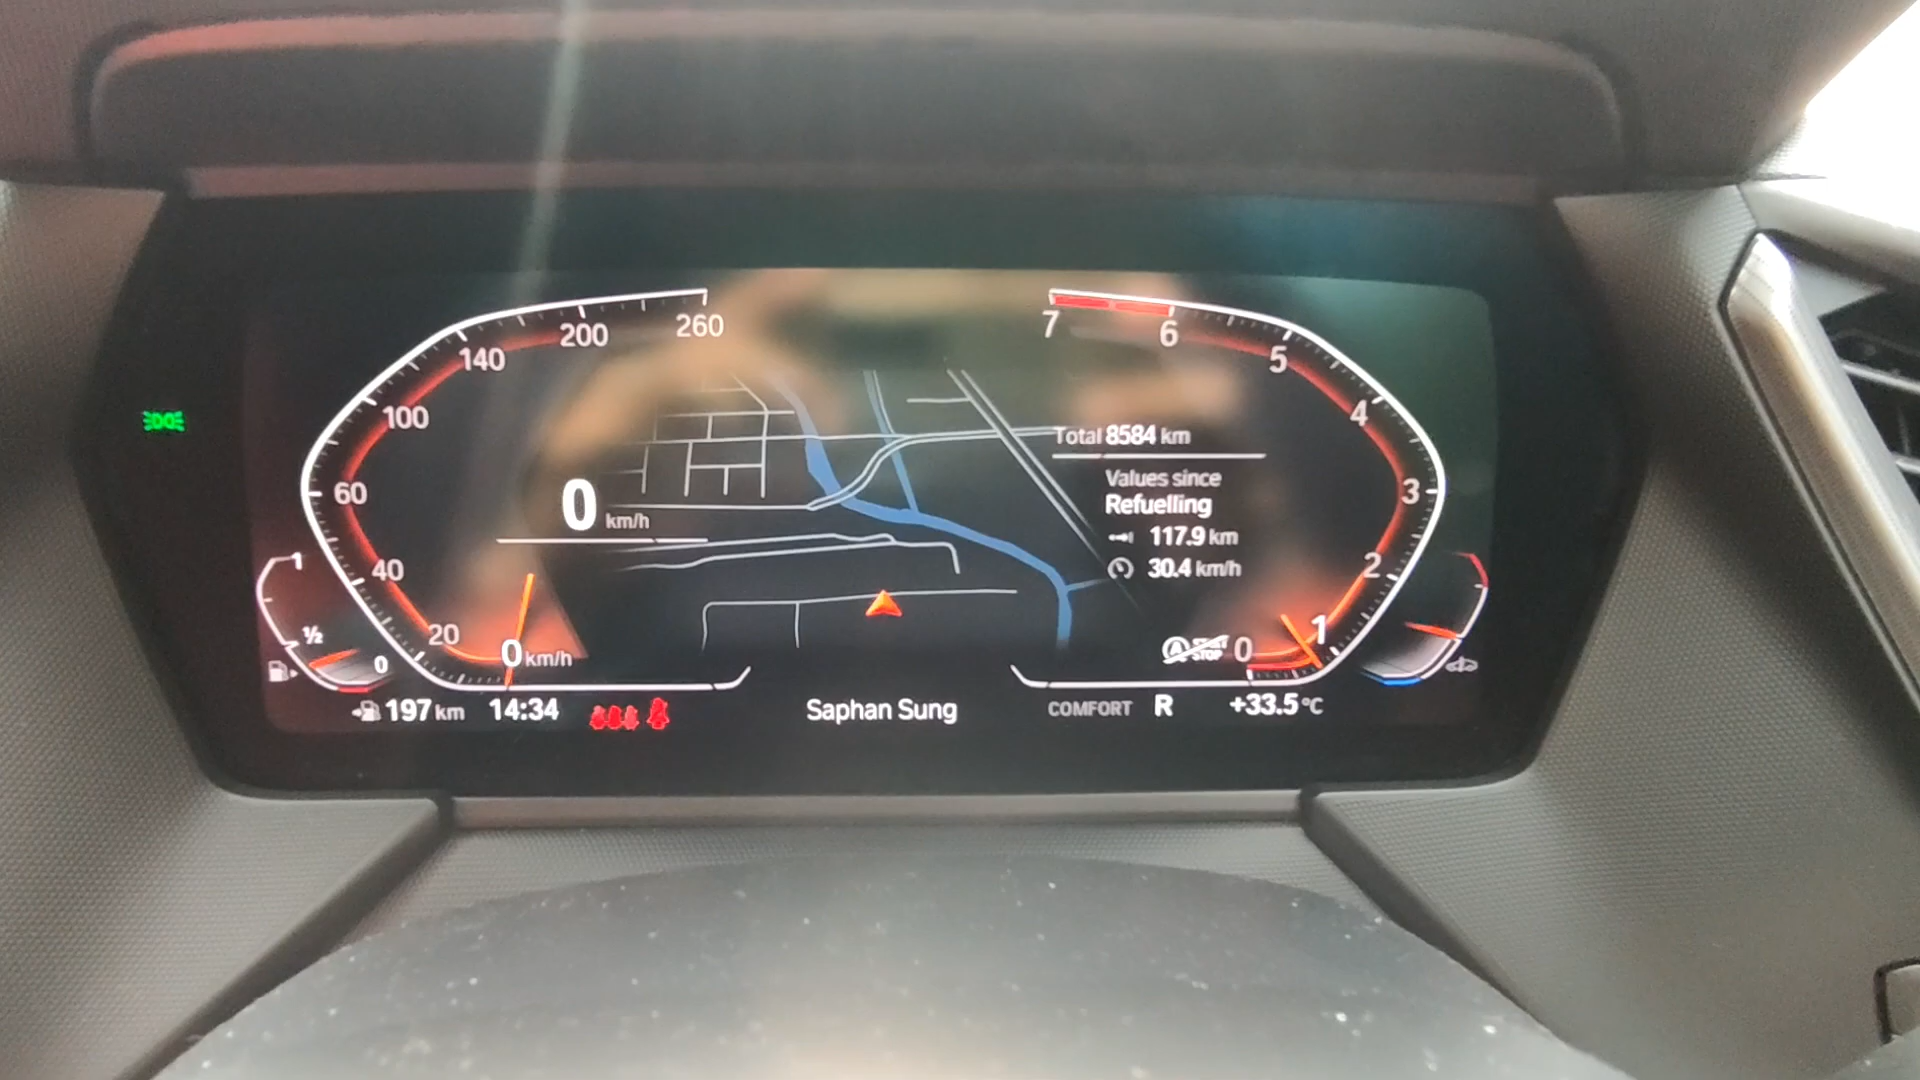 260
200
140
100
60
40
20
0 km/h
0 km/h
1
1/2
0
197 km
14:34
Saphan Sung
7
6
5
4
3
2
1
0
Total 8584 km
Values since
Refuelling
117.9 km
30.4 km/h
A START
STOP
COMFORT R +33.5 °C